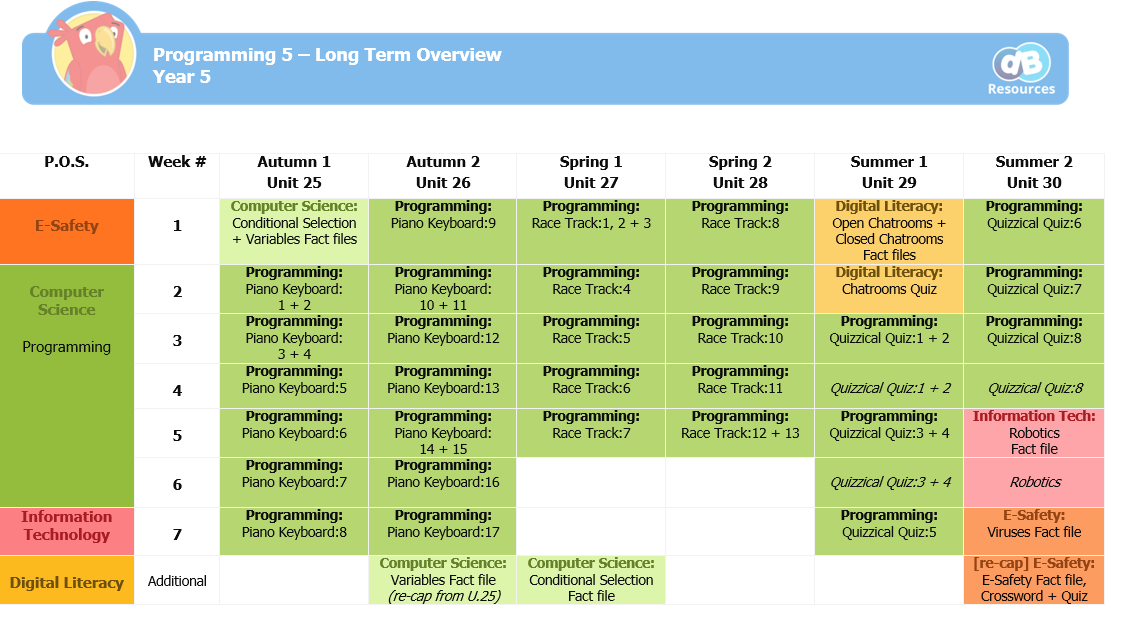 Programming 5 – Long Term Overview
Year 5
dB
Resources
P.O.S.
Week #
Autumn 1
Unit 25
Autumn 2
Unit 26
Spring 1
Unit 27
Spring 2
Unit 28
Summer 1
Unit 29
Summer 2
Unit 30
E-Safety
1
Computer Science:
Conditional Selection
+ Variables Fact files
Programming:
Piano Keyboard:9
Programming:
Race Track:1, 2 + 3
Programming:
Race Track:8
Digital Literacy:
Open Chatrooms +
Closed Chatrooms
Fact files
Programming:
Quizzical Quiz:6
Computer
Science
Programming
2
Programming:
Piano Keyboard:
1 + 2
Programming:
Piano Keyboard:
10 + 11
Programming:
Race Track:4
Programming:
Race Track:9
Digital Literacy:
Chatrooms Quiz
Programming:
Quizzical Quiz:7
3
Programming:
Piano Keyboard:
3 + 4
Programming:
Piano Keyboard:12
Programming:
Race Track:5
Programming:
Race Track:10
Programming:
Quizzical Quiz:1 + 2
Programming:
Quizzical Quiz:8
4
Programming:
Piano Keyboard:5
Programming:
Piano Keyboard:13
Programming:
Race Track:6
Programming:
Race Track:11
Quizzical Quiz:1 + 2
Quizzical Quiz:8
5
Programming:
Piano Keyboard:6
Programming:
Piano Keyboard:
14 + 15
Programming:
Race Track:7
Programming:
Race Track:12 + 13
Programming:
Quizzical Quiz:3 + 4
Information Tech:
Robotics
Fact file
6
Programming:
Piano Keyboard:7
Programming:
Piano Keyboard:16
Quizzical Quiz:3 + 4
Robotics
Information
Technology
7
Programming:
Piano Keyboard:8
Programming:
Piano Keyboard:17
Programming:
Quizzical Quiz:5
E-Safety:
Viruses Fact file
Digital Literacy
Additional
Computer Science:
Variables Fact file
(re-cap from U.25)
Computer Science:
Conditional Selection
Fact file
[re-cap] E-Safety:
E-Safety Fact file,
Crossword + Quiz